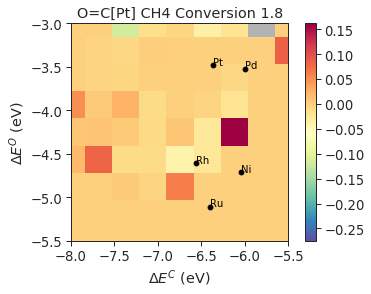 O=C[Pt] CH4 Conversion 1.8
−3.0
−3.5
−4.0
−4.5
−5.0
−5.5
ΔE^O (eV)
Pt
Pd
Rh
Ni
Ru
−8.0 −7.5 −7.0 −6.5 −6.0 −5.5
ΔE^C (eV)
0.15
0.10
0.05
0.00
−0.05
−0.10
−0.15
−0.20
−0.25